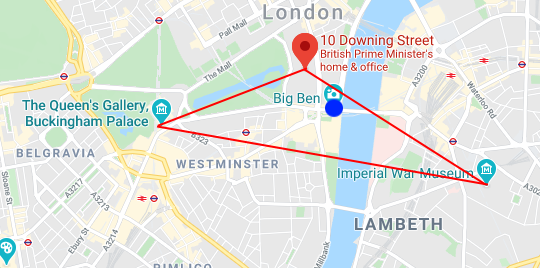 London
Pall Mall
10 Downing Street
British Prime Minister's
home & office
The Mall
A3200
Waterloo Rd
The Queen's Gallery,
Buckingham Palace
Big Ben
B323
BELGRAVIA
WESTMINSTER
Imperial War Museum
Sloane St
A3217
A3213
A3214
A302
LAMBETH
Ebury St
Millbank
PIMLICO